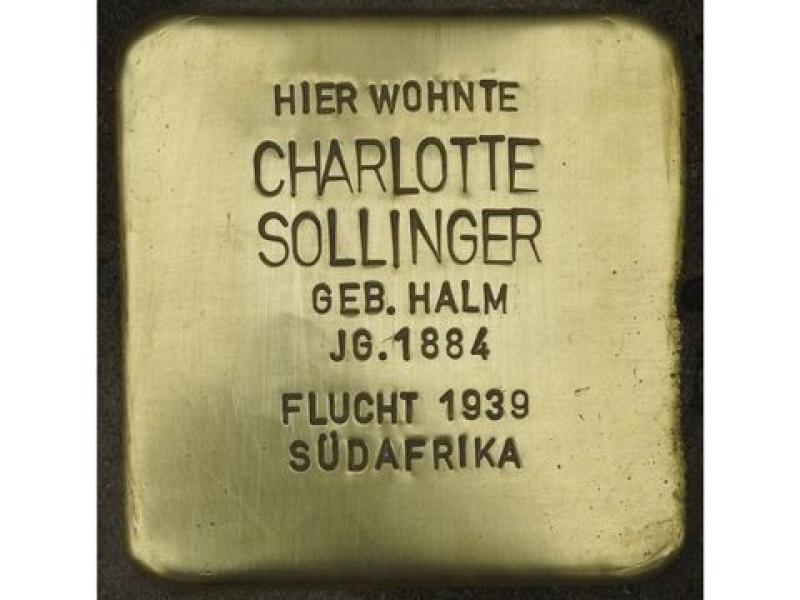 HIER WOHNTE
CHARLOTTE
SOLLINGER
GEB. HALM
JG.1884
FLUCHT 1939
SÜDAFRIKA